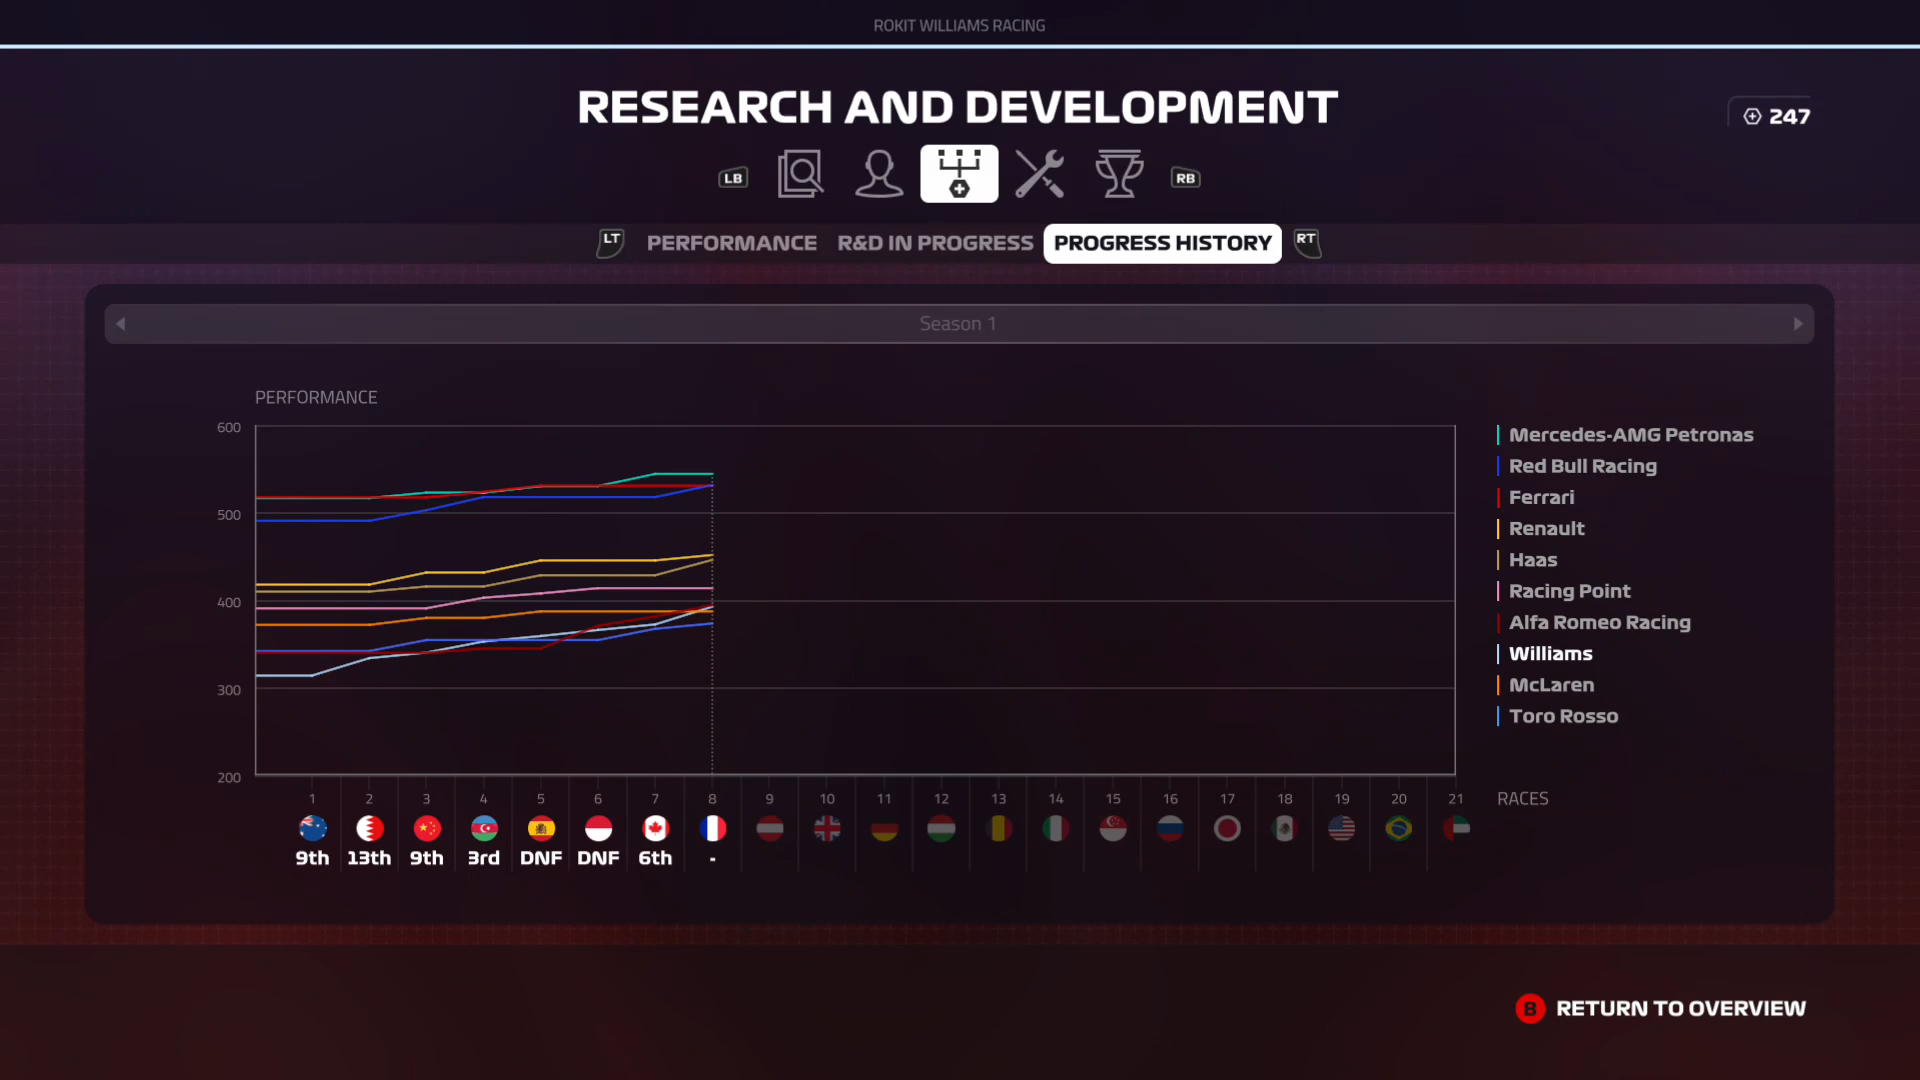 ROKIT WILLIAMS RACING
RESEARCH AND DEVELOPMENT
247
LB
RB
LT PERFORMANCE R&D IN PROGRESS PROGRESS HISTORY RT
Season 1
PERFORMANCE
600
500
400
300
200
Mercedes-AMG Petronas
Red Bull Racing
Ferrari
Renault
Haas
Racing Point
Alfa Romeo Racing
Williams
McLaren
Toro Rosso
1 2 3 4 5 6 7 8 9 10 11 12 13 14 15 16 17 18 19 20 21 RACES
9th 13th 9th 3rd DNF DNF 6th -
B RETURN TO OVERVIEW